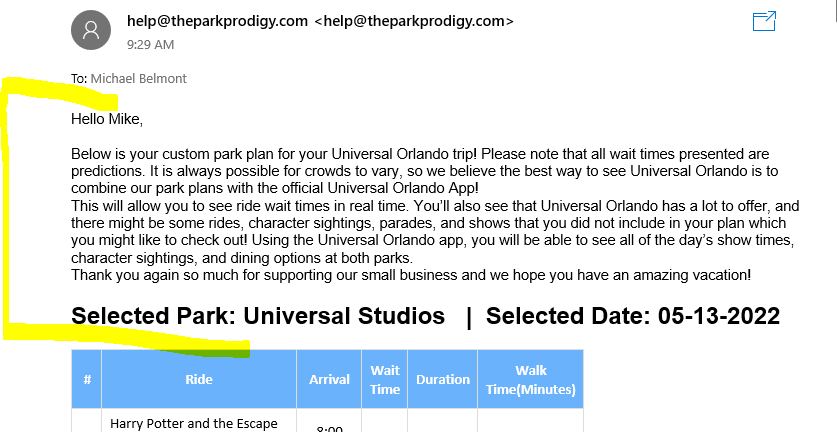 help@theparkprodigy.com <help@theparkprodigy.com>
9:29 AM
To: Michael Belmont
Hello Mike,
Below is your custom park plan for your Universal Orlando trip! Please note that all wait times presented are
predictions. It is always possible for crowds to vary, so we believe the best way to see Universal Orlando is to
combine our park plans with the official Universal Orlando App!
This will allow you to see ride wait times in real time. You'll also see that Universal Orlando has a lot to offer, and
there might be some rides, character sightings, parades, and shows that you did not include in your plan which
you might like to check out! Using the Universal Orlando app, you will be able to see all of the day's show times,
character sightings, and dining options at both parks.
Thank you again so much for supporting our small business and we hope you have an amazing vacation!
Selected Park: Universal Studios | Selected Date: 05-13-2022
# Ride Arrival Wait Time Duration Walk Time(Minutes)
Harry Potter and the Escape
8:00